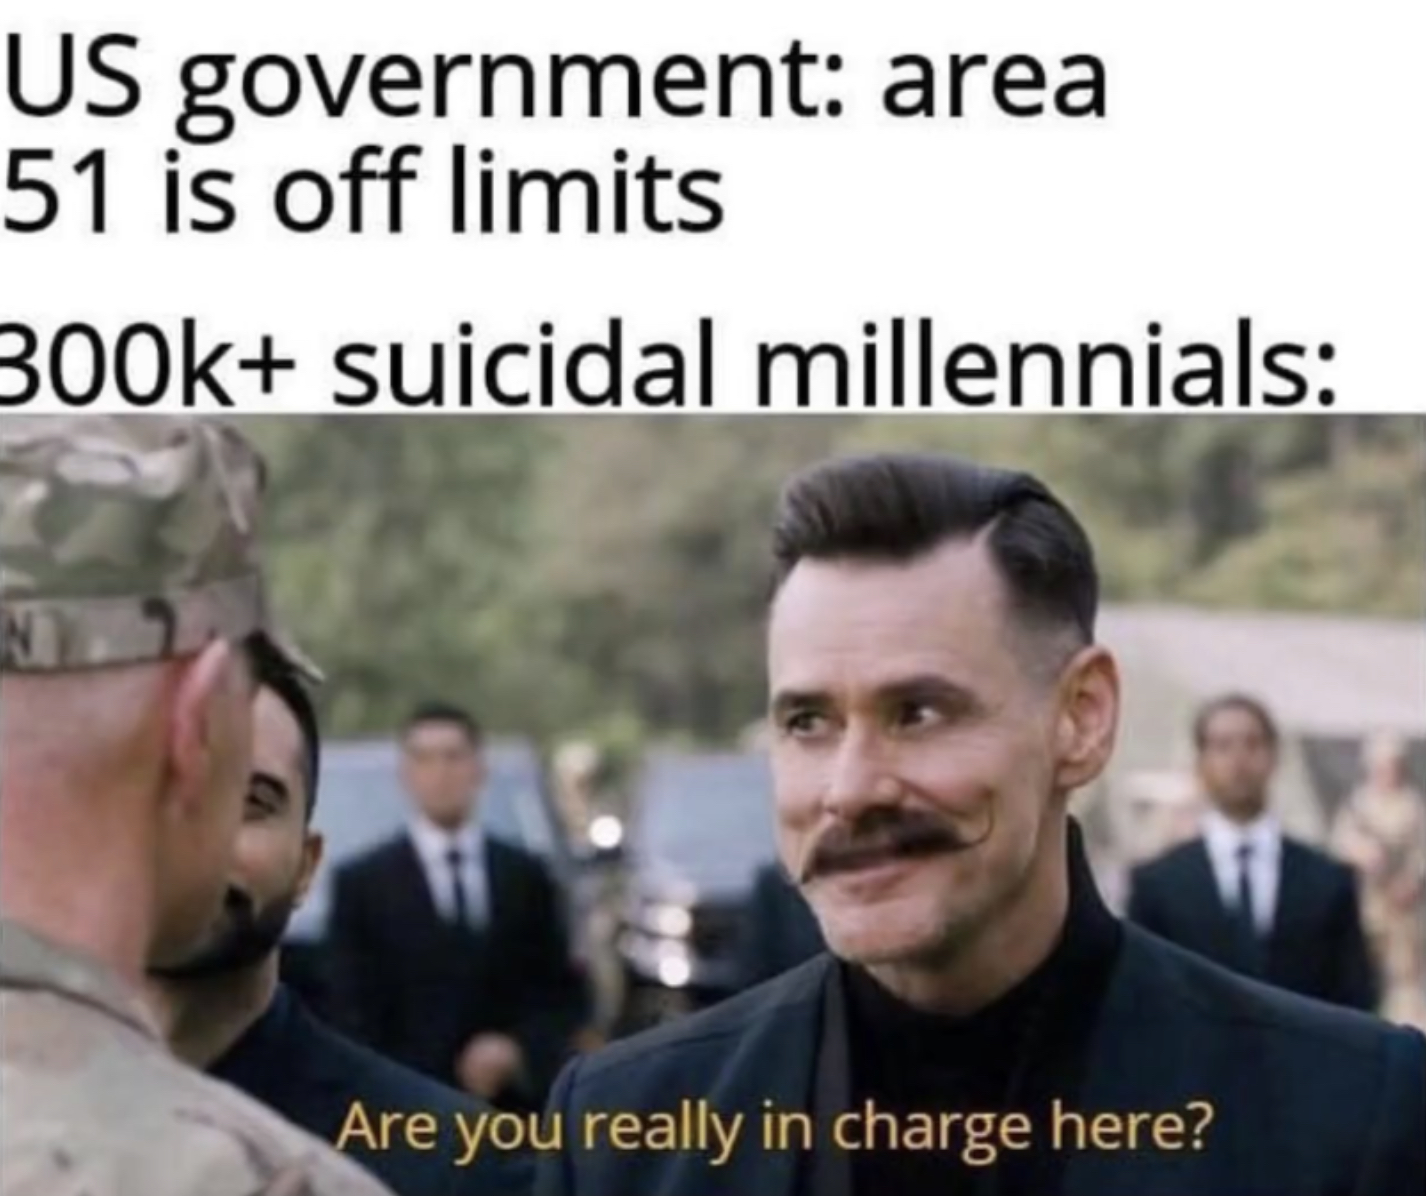 US government: area
51 is off limits
300k+ suicidal millennials:
N
Are you really in charge here?